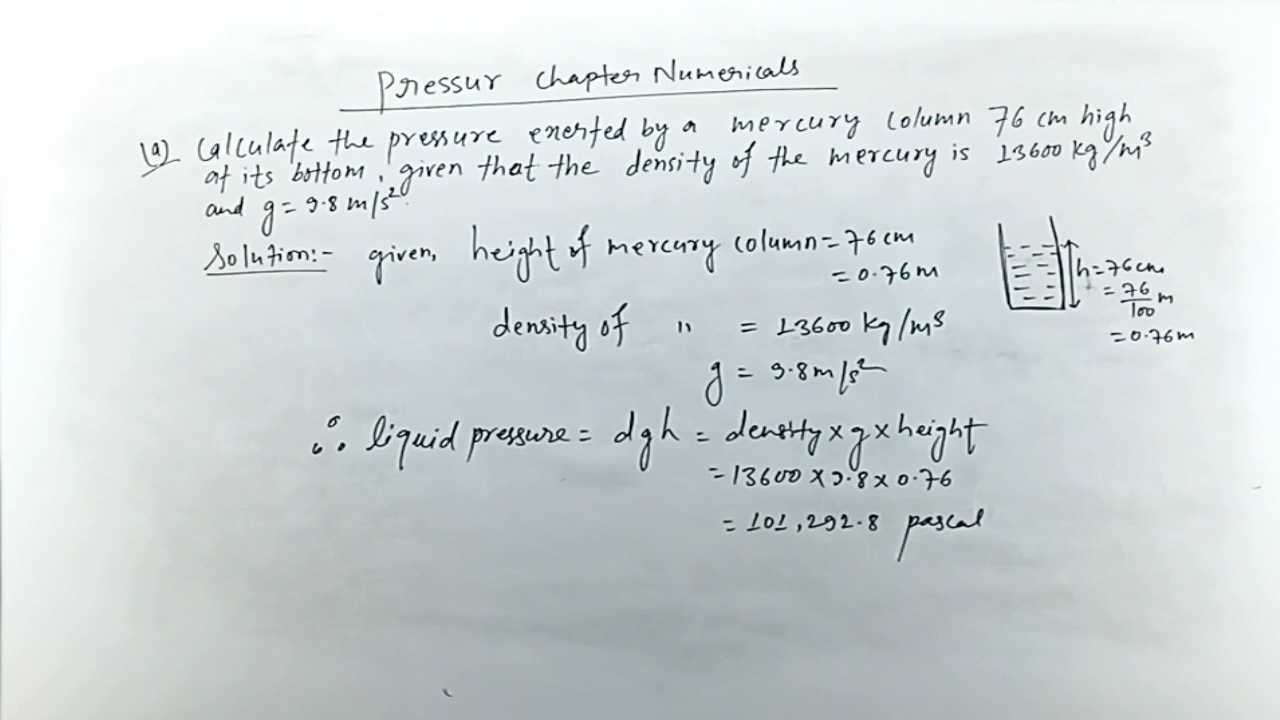 Pressur Chapter Numericals
(a) Calculate the pressure exerted by a mercury column 76 cm high
at its bottom, given that the density of the mercury is 13600 kg/m³
and g = 9.8 m/s².
Solution:- given, height of mercury column = 76 cm
= 0.76 m
h = 76 cm
= 76/100 m
= 0.76 m
density of " = 13600 kg/m³
g = 9.8 m/s²
∴ liquid pressure = dgh = density × g × height
= 13600 × 9.8 × 0.76
= 101,292.8 pascal